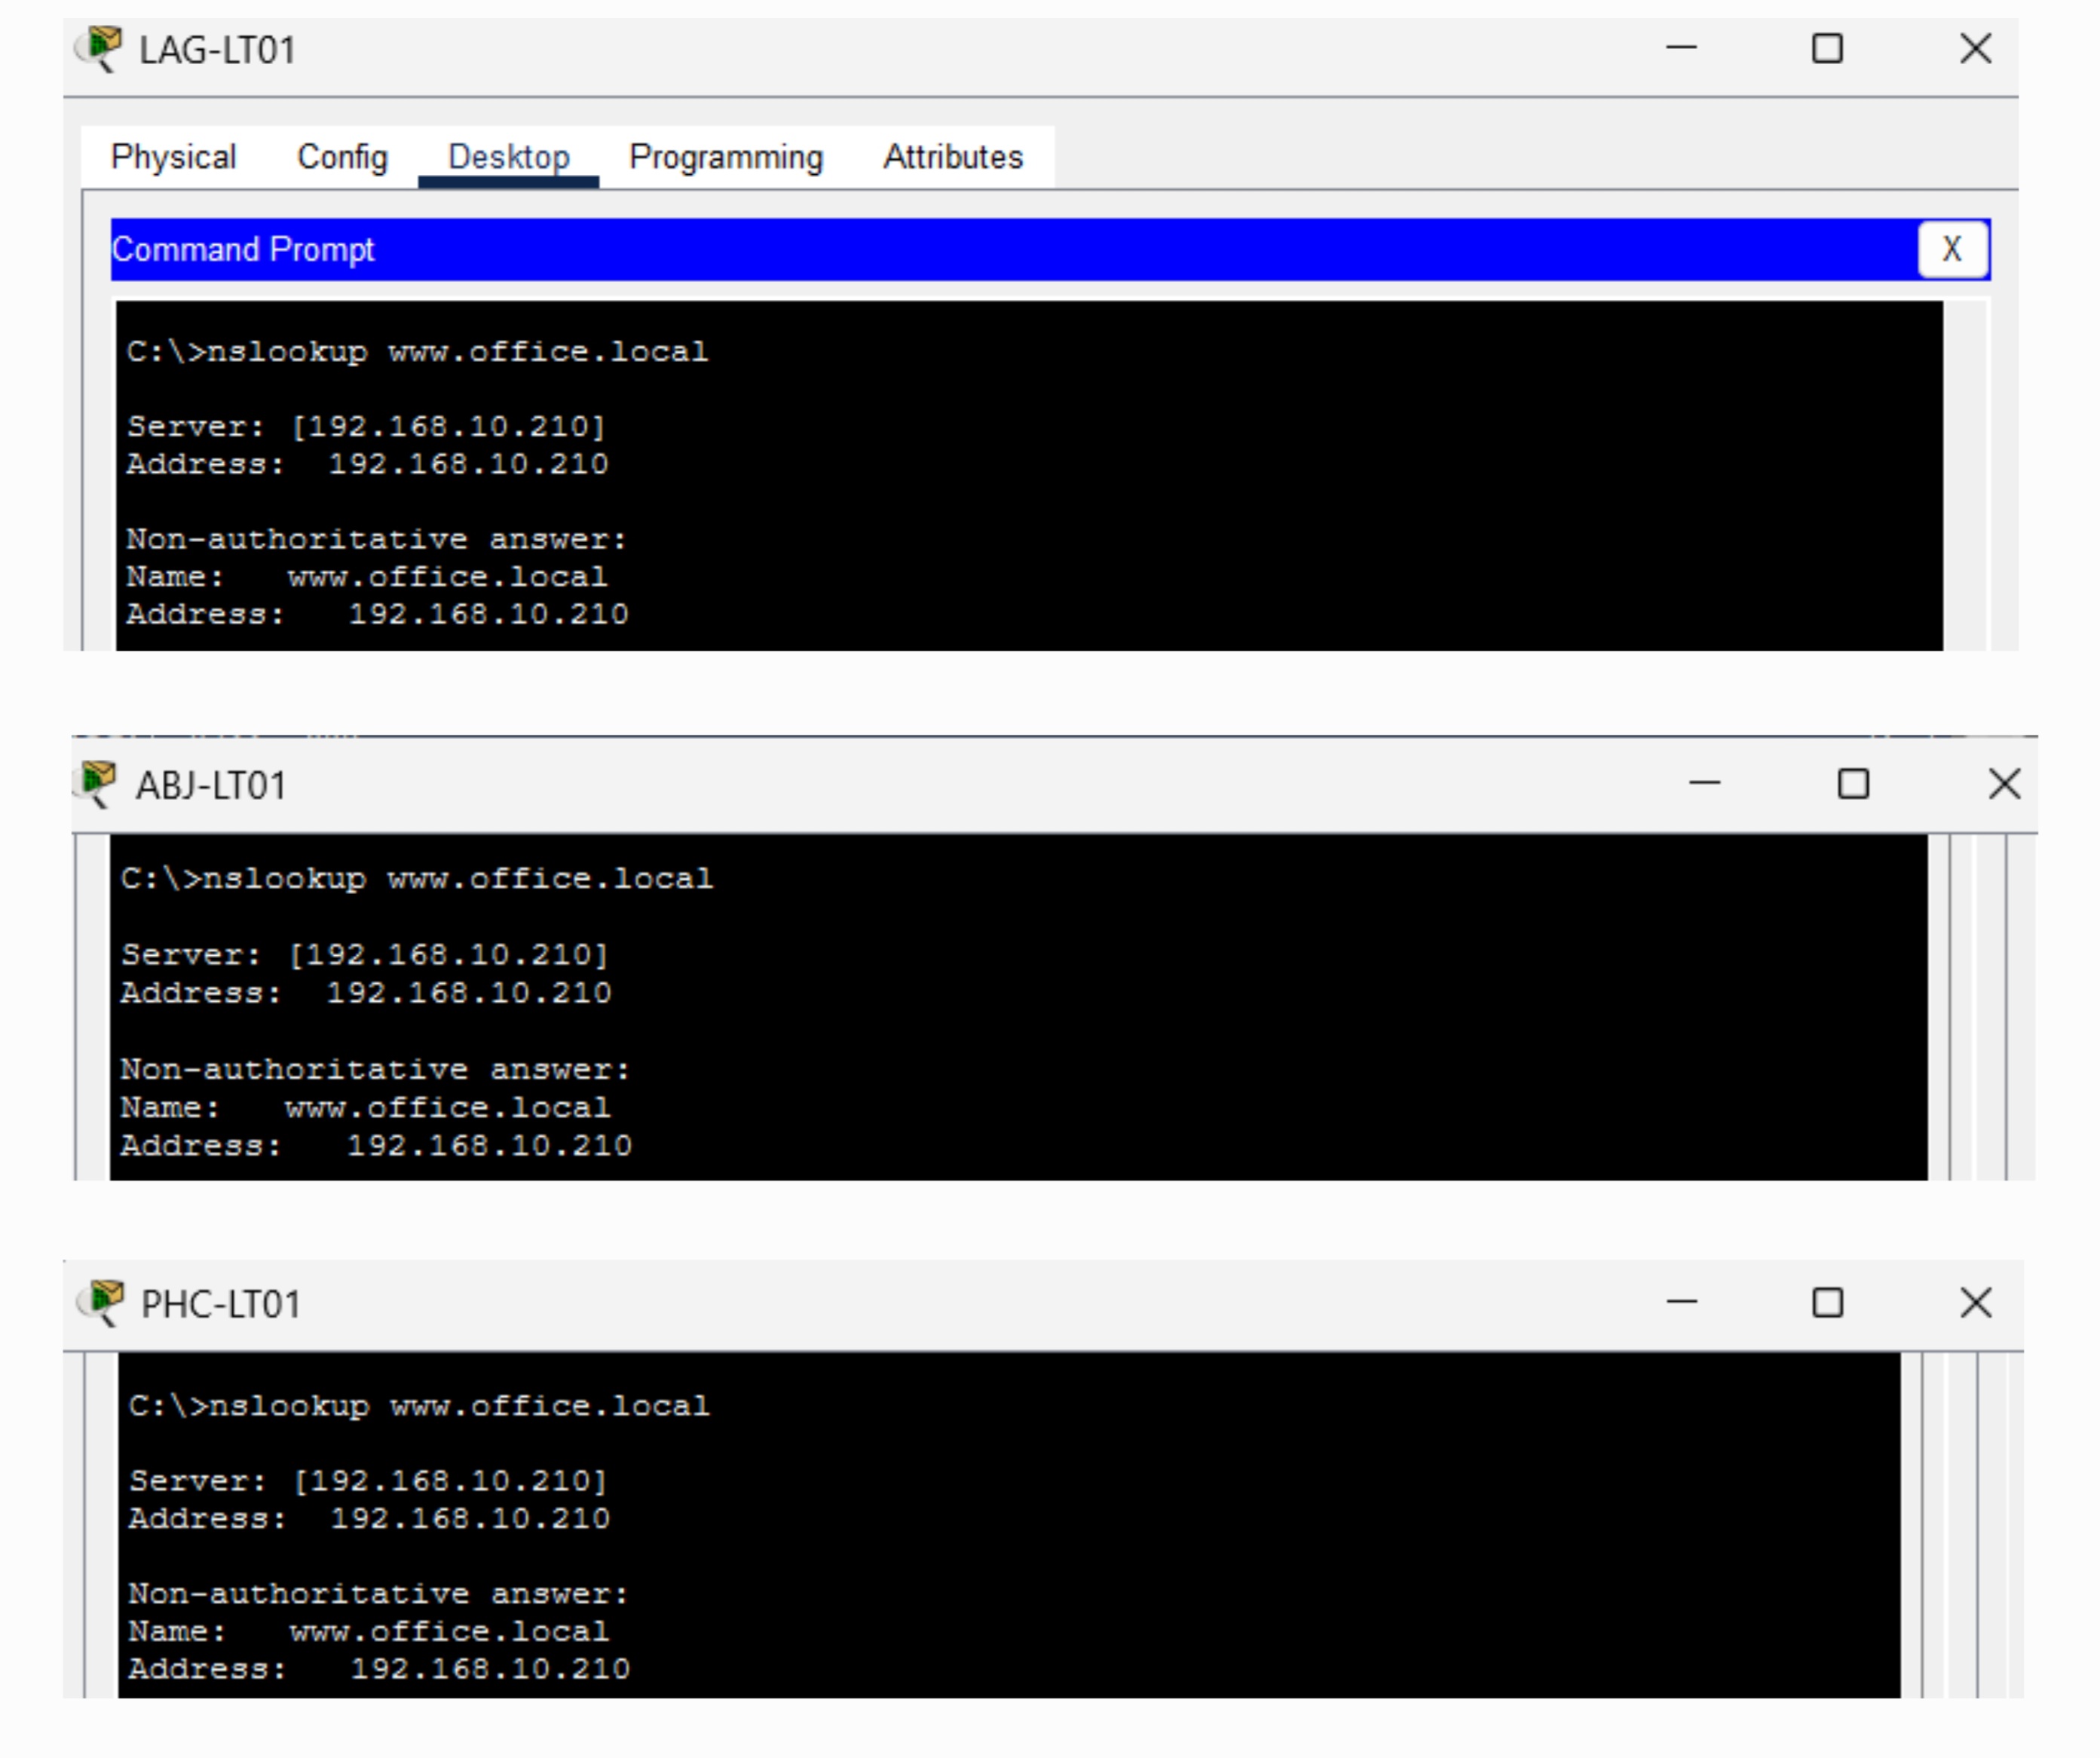 LAG-LT01
Physical Config Desktop Programming Attributes
Command Prompt X
C:\>nslookup www.office.local
Server: [192.168.10.210]
Address: 192.168.10.210
Non-authoritative answer:
Name: www.office.local
Address: 192.168.10.210
ABJ-LT01
C:\>nslookup www.office.local
Server: [192.168.10.210]
Address: 192.168.10.210
Non-authoritative answer:
Name: www.office.local
Address: 192.168.10.210
PHC-LT01
C:\>nslookup www.office.local
Server: [192.168.10.210]
Address: 192.168.10.210
Non-authoritative answer:
Name: www.office.local
Address: 192.168.10.210